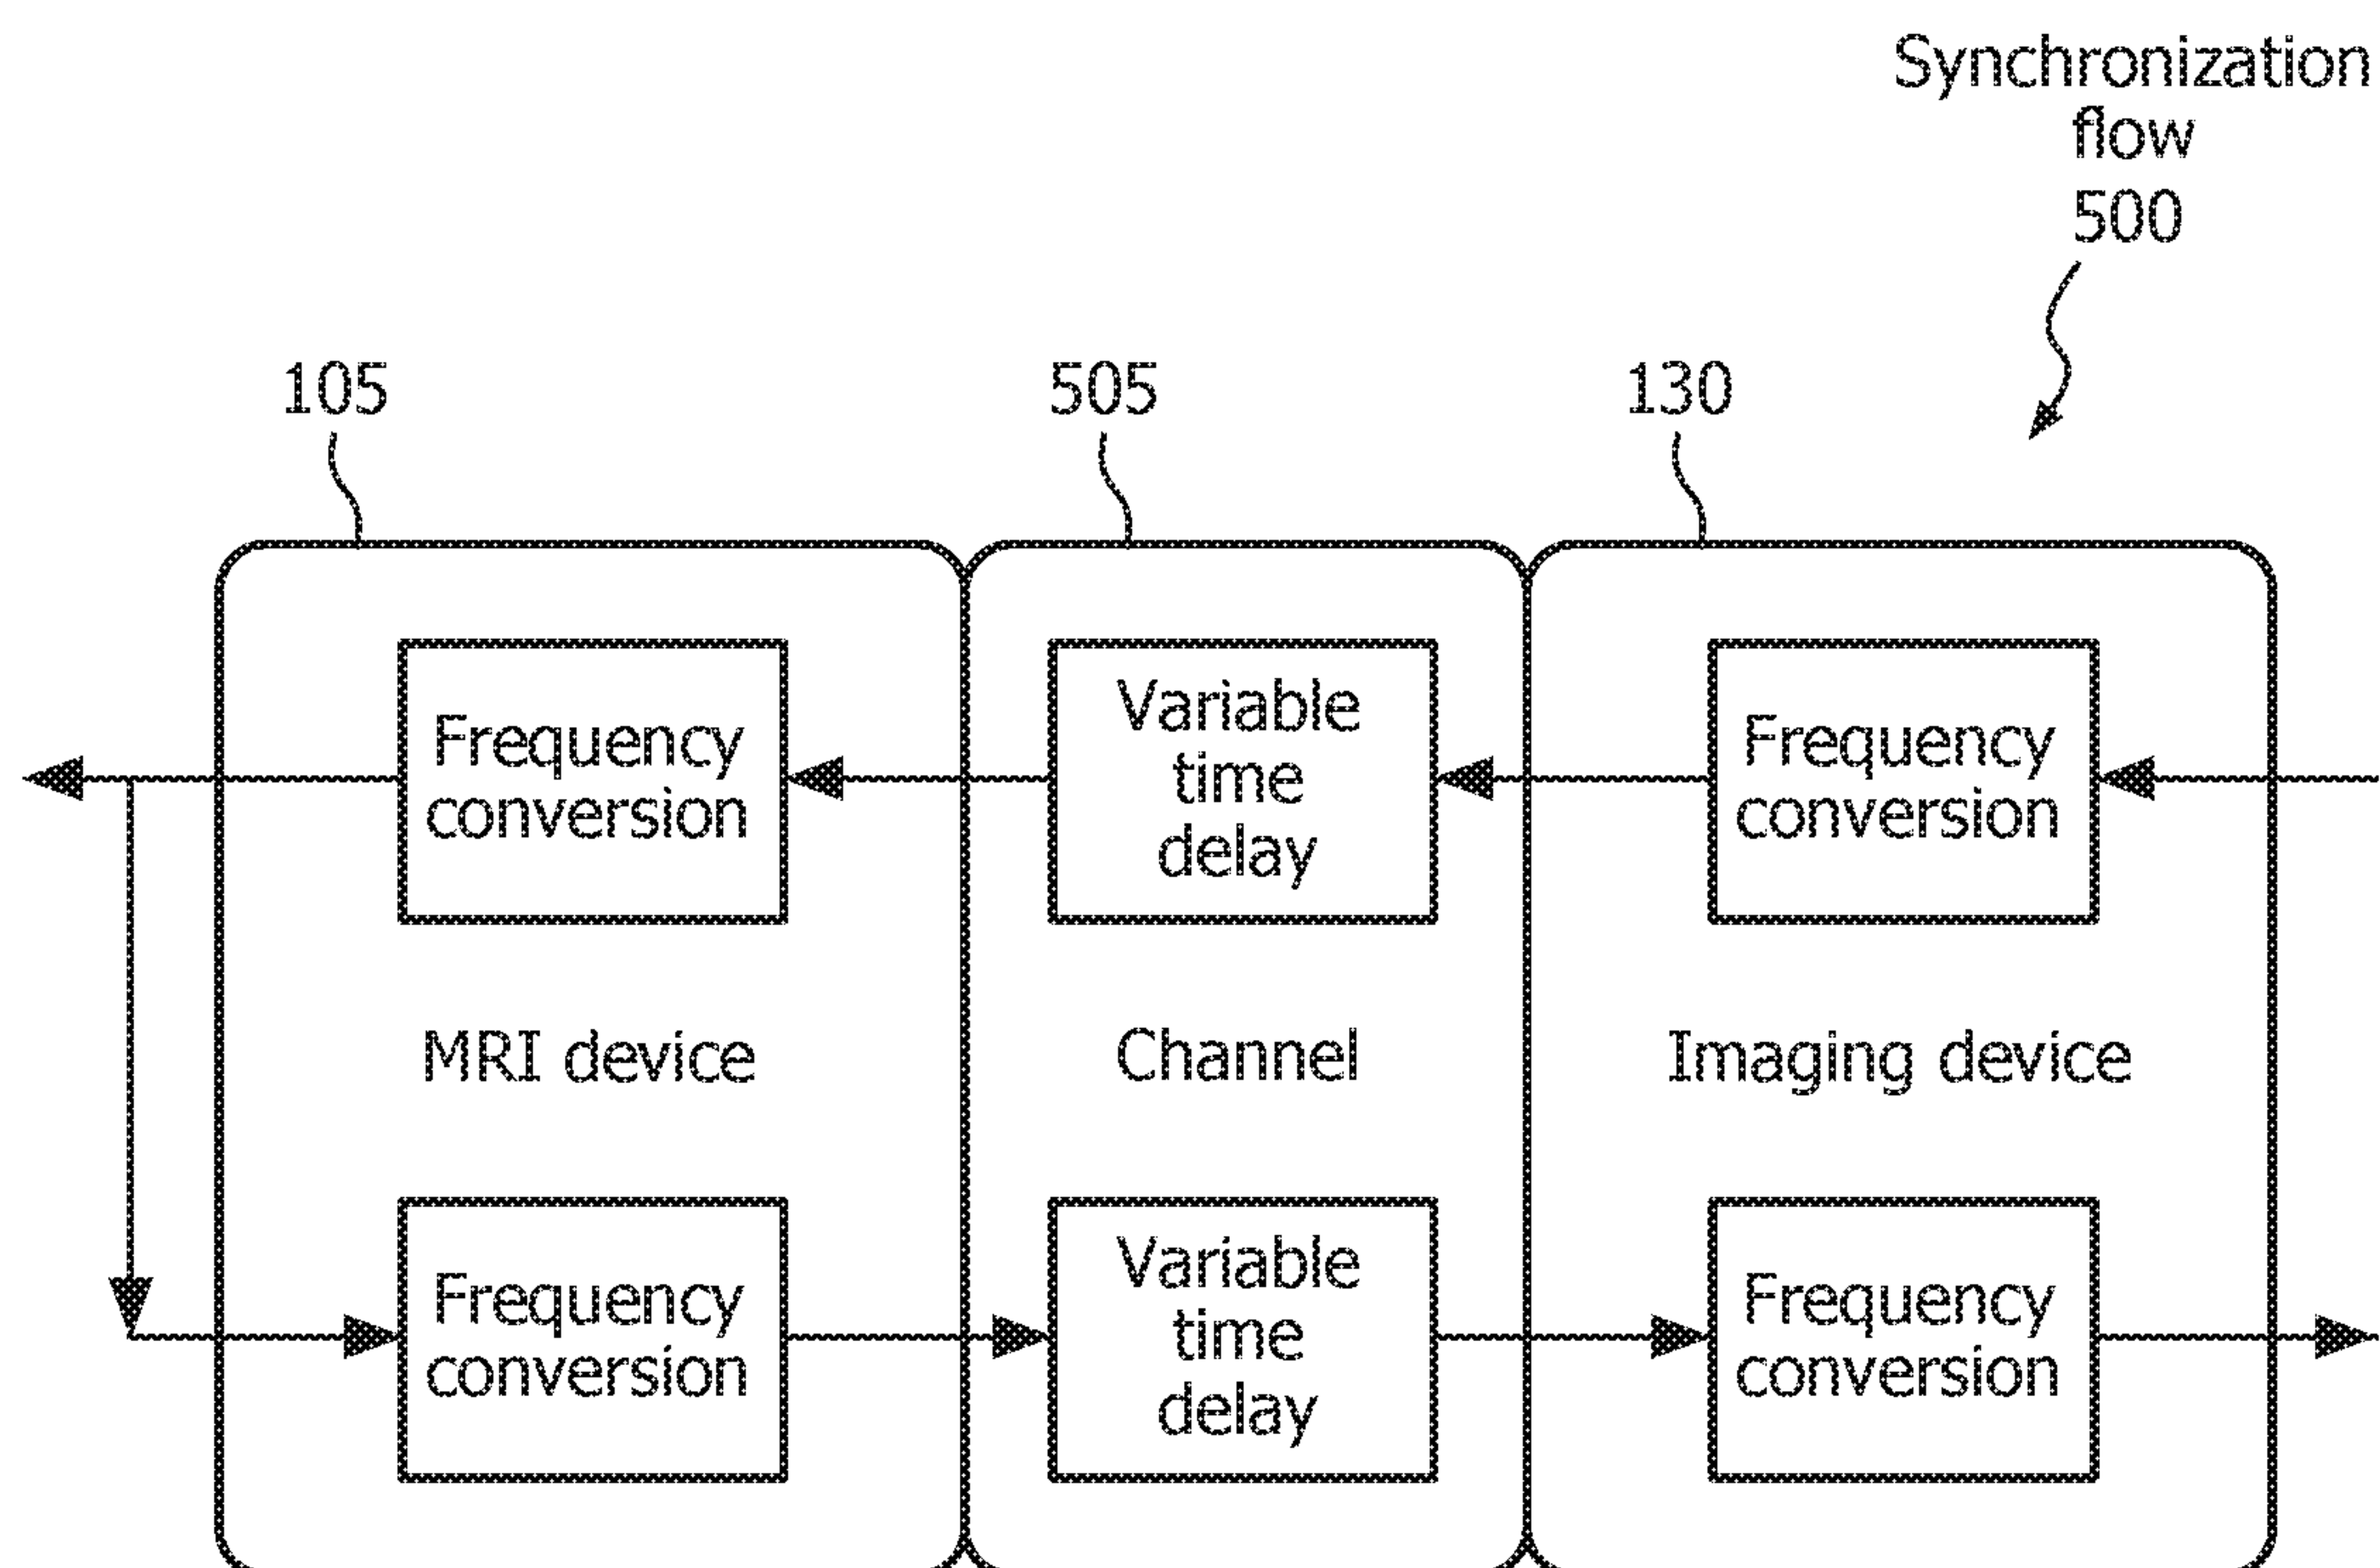 Synchronization
flow
500
105
505
130
Frequency
conversion
Variable
time
delay
Frequency
conversion
MRI device
Channel
Imaging device
Frequency
conversion
Variable
time
delay
Frequency
conversion